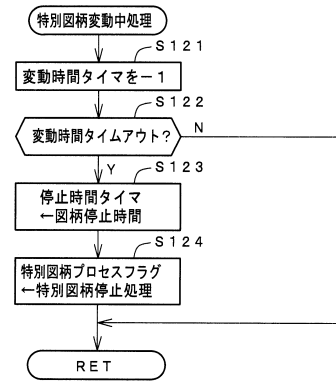 特別図柄変動中処理
S121
変動時間タイマを－1
S122
変動時間タイムアウト?
N
Y
S123
停止時間タイマ
←図柄停止時間
S124
特別図柄プロセスフラグ
←特別図柄停止処理
RET